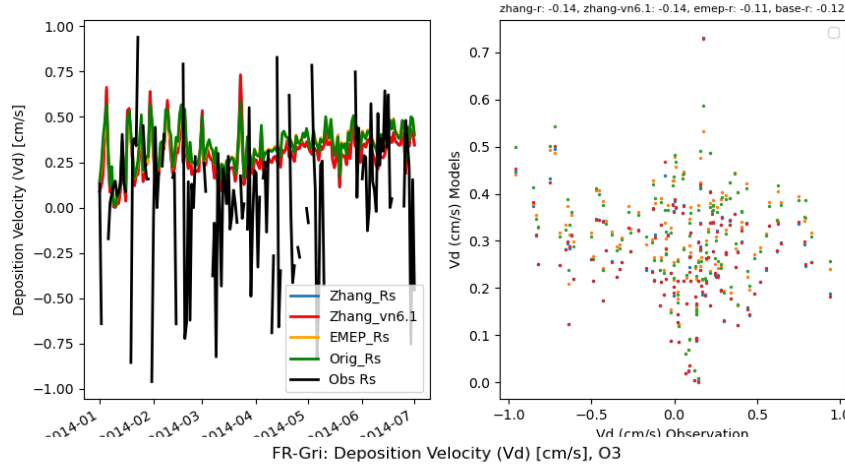 zhang-r: -0.14, zhang-vn6.1: -0.14, emep-r: -0.11, base-r: -0.12
Deposition Velocity (Vd) [cm/s]
1.00
0.75
0.50
0.25
0.00
−0.25
−0.50
−0.75
−1.00
Zhang_Rs
Zhang_vn6.1
EMEP_Rs
Orig_Rs
Obs Rs
2014-01
2014-02
2014-03
2014-04
2014-05
2014-06
2014-07
Vd (cm/s) Models
0.7
0.6
0.5
0.4
0.3
0.2
0.1
0.0
−1.0
−0.5
0.0
0.5
1.0
Vd (cm/s) Observation
FR-Gri: Deposition Velocity (Vd) [cm/s], O3